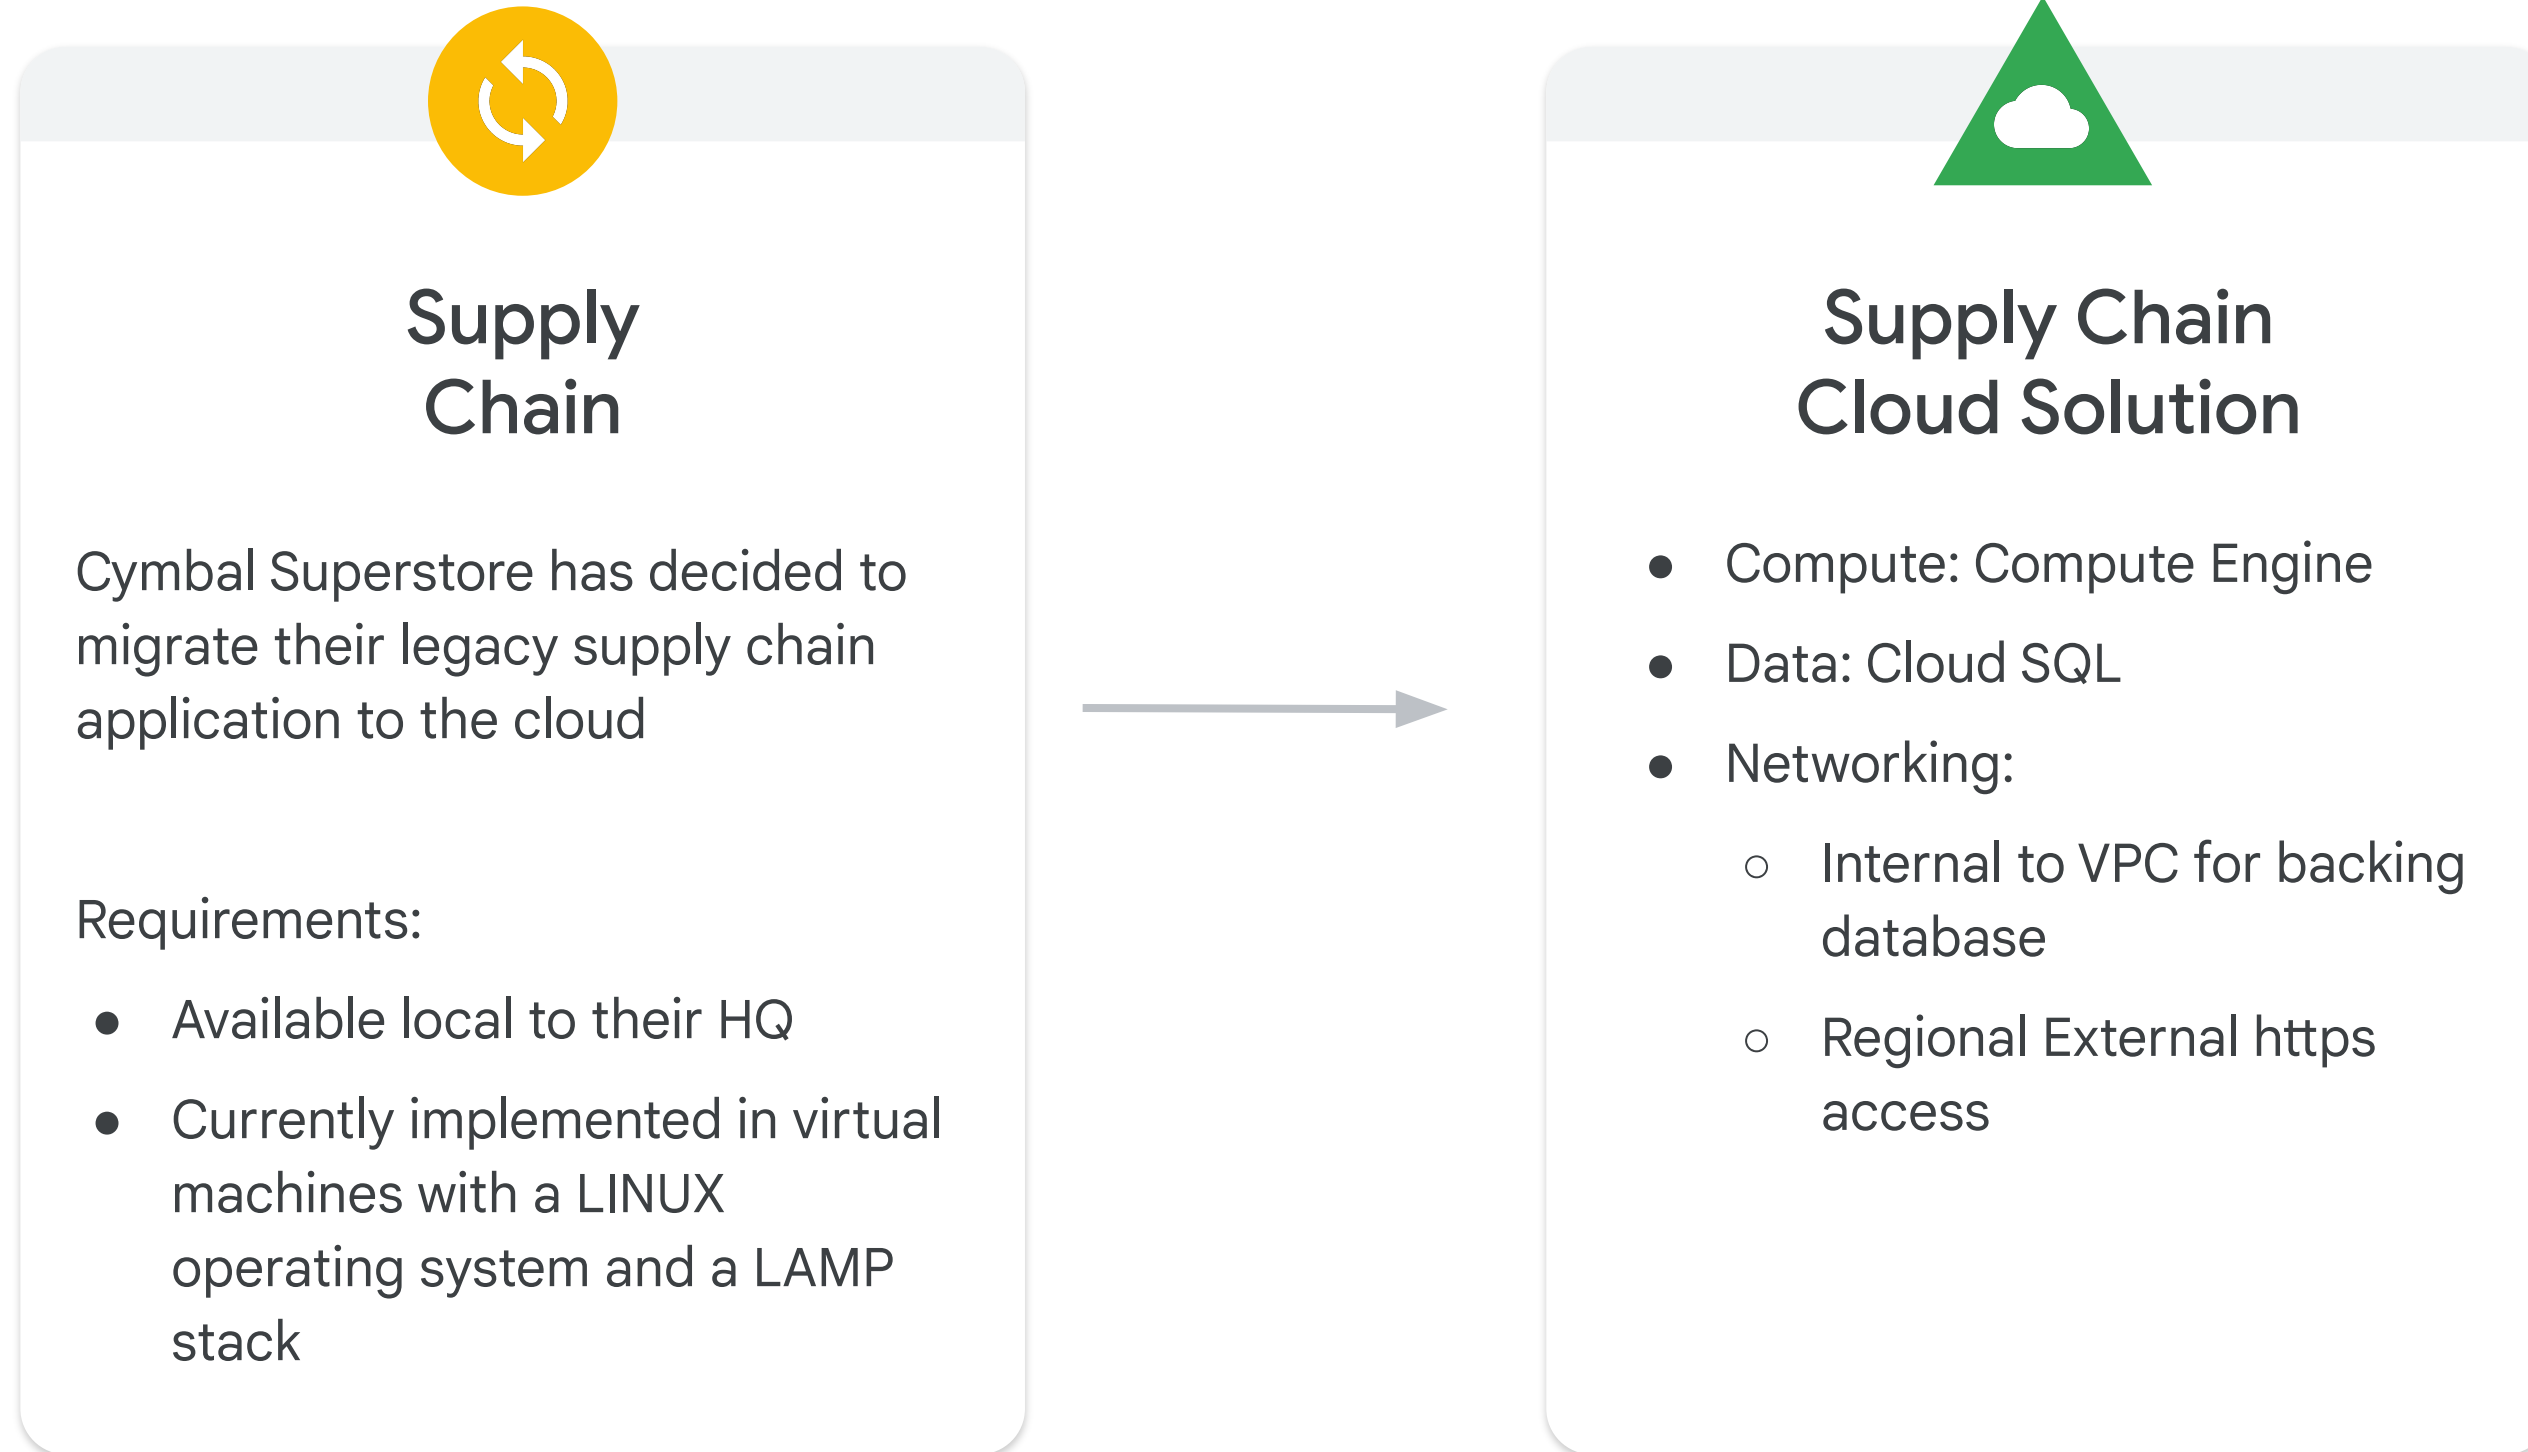 Supply
Chain
Cymbal Superstore has decided to
migrate their legacy supply chain
application to the cloud
Requirements:
● Available local to their HQ
● Currently implemented in virtual
machines with a LINUX
operating system and a LAMP
stack
Supply Chain
Cloud Solution
● Compute: Compute Engine
● Data: Cloud SQL
● Networking:
○ Internal to VPC for backing
database
○ Regional External https
access